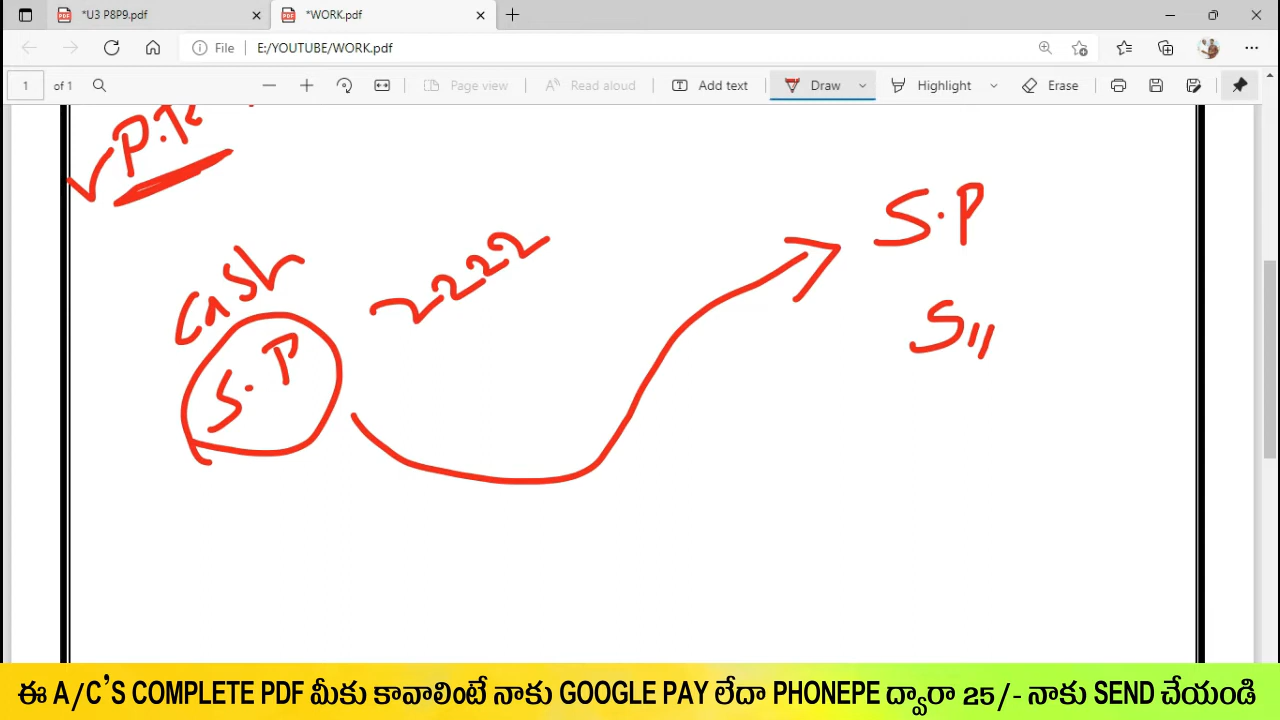 *U3 P8P9.pdf
*WORK.pdf
File E:/YOUTUBE/WORK.pdf
1 of 1 Page view Read aloud Add text Draw Highlight Erase
S.P
Cash
2222
S.P
S11
ఈ A/C'S COMPLETE PDF మీకు కావాలింటే నాకు GOOGLE PAY లేదా PHONEPE ద్వారా 25/- నాకు SEND చేయండి